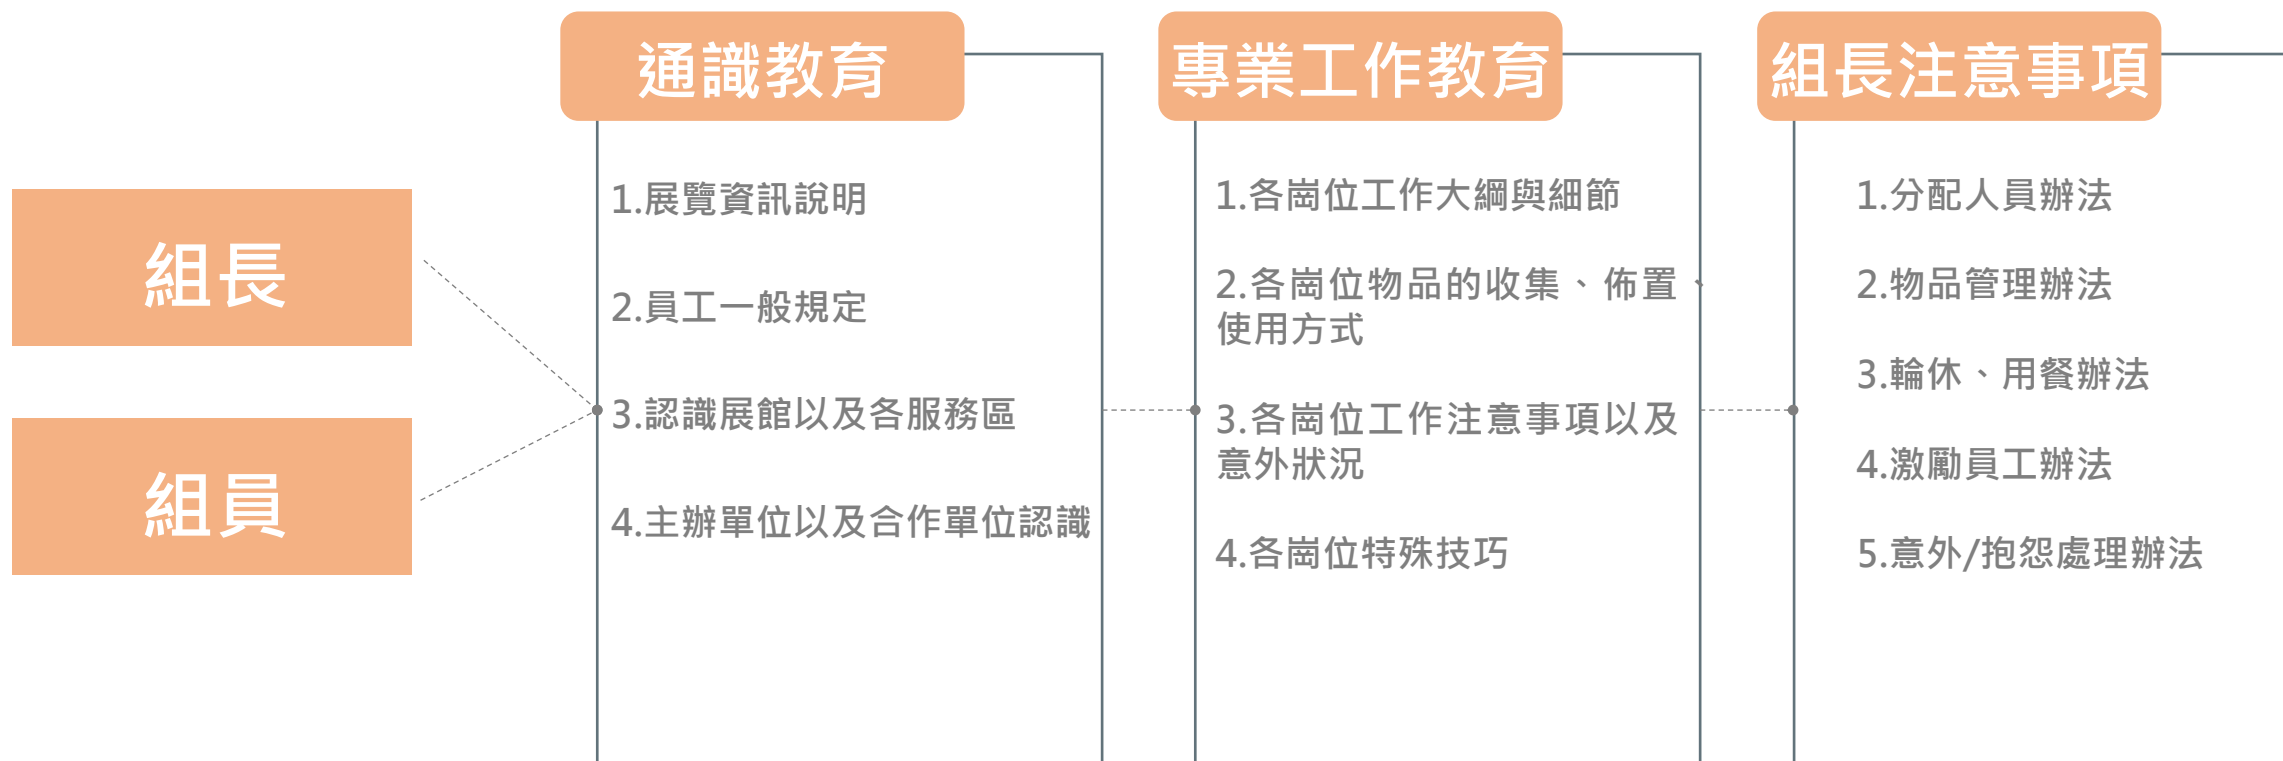 組長
組員
通識教育
1.展覽資訊說明
2.員工一般規定
3.認識展館以及各服務區
4.主辦單位以及合作單位認識
專業工作教育
1.各崗位工作大綱與細節
2.各崗位物品的收集、佈置、
使用方式
3.各崗位工作注意事項以及
意外狀況
4.各崗位特殊技巧
組長注意事項
1.分配人員辦法
2.物品管理辦法
3.輪休、用餐辦法
4.激勵員工辦法
5.意外/抱怨處理辦法